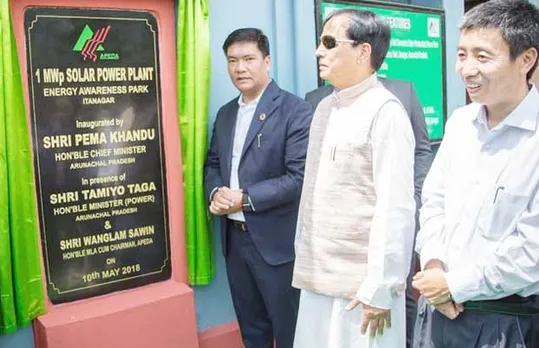 APEDA
1 MWp SOLAR POWER PLANT
ENERGY AWARENESS PARK
ITANAGAR
Inaugurated by
SHRI PEMA KHANDU
HON'BLE CHIEF MINISTER
ARUNACHAL PRADESH
In presence of
SHRI TAMIYO TAGA
HON'BLE MINISTER (POWER)
ARUNACHAL PRADESH
&
SHRI WANGLAM SAWIN
HON'BLE MLA CUM CHAIRMAN, APEDA
ON
10th MAY 2018
FEATURES